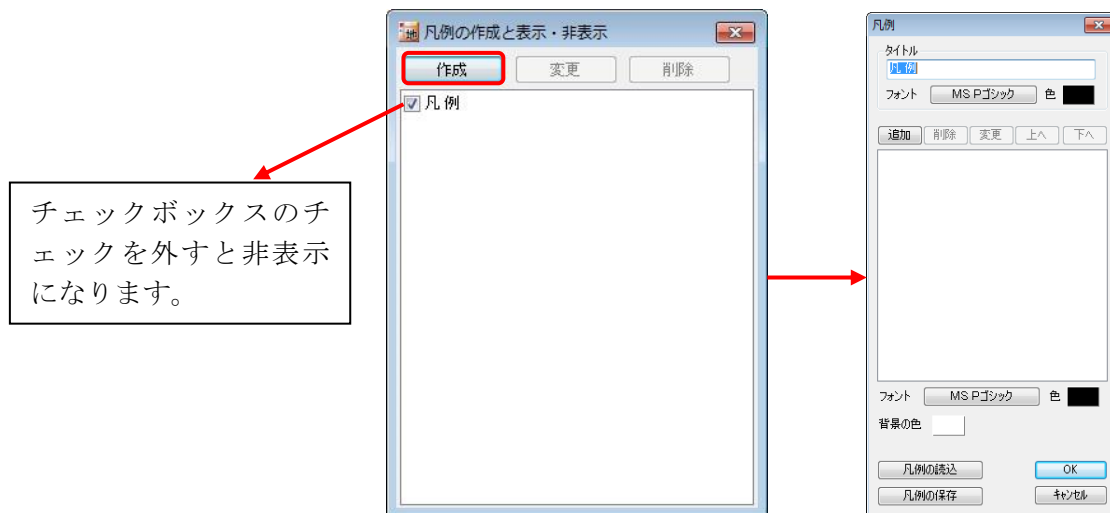 凡例の作成と表示・非表示
作成 変更 削除
凡 例
チェックボックスのチ
ェックを外すと非表示
になります。
凡例
タイトル
凡 例
フォント MS Pゴシック 色
追加 削除 変更 上へ 下へ
フォント MS Pゴシック 色
背景の色
凡例の読込 OK
凡例の保存 キャンセル